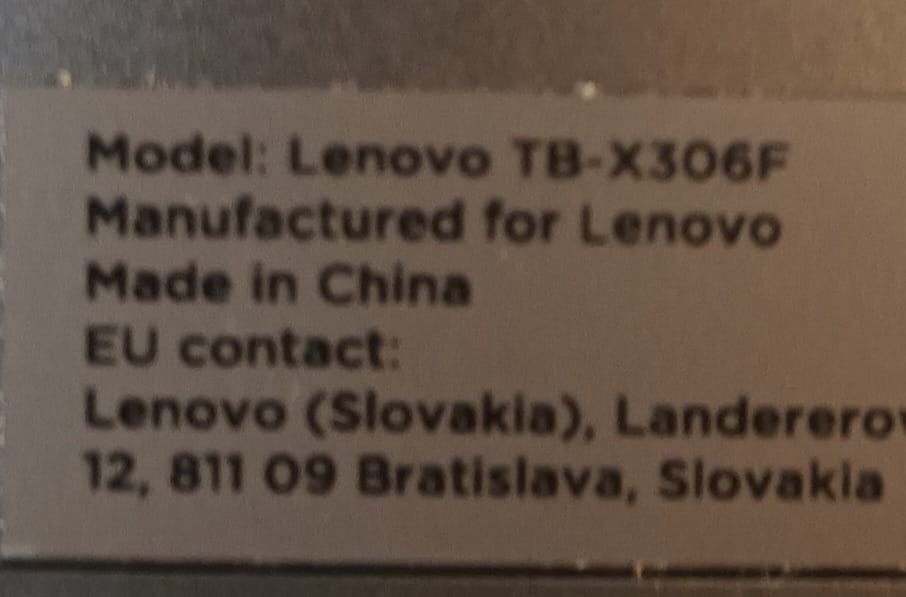 Model: Lenovo TB-X306F
Manufactured for Lenovo
Made in China
EU contact:
Lenovo (Slovakia), Landererov
12, 811 09 Bratislava, Slovakia